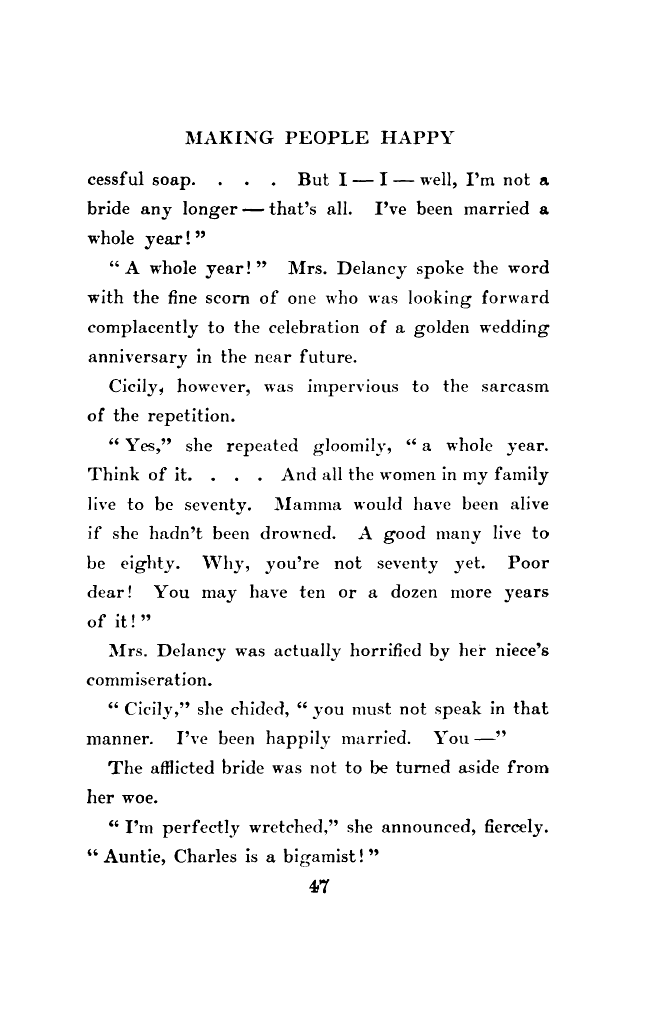 MAKING PEOPLE HAPPY
cessful soap. . . . But I — I — well, I'm not a
bride any longer — that's all. I've been married a
whole year!"
"A whole year!" Mrs. Delancy spoke the word
with the fine scorn of one who was looking forward
complacently to the celebration of a golden wedding
anniversary in the near future.
Cicily, however, was impervious to the sarcasm
of the repetition.
"Yes," she repeated gloomily, "a whole year.
Think of it. . . . And all the women in my family
live to be seventy. Mamma would have been alive
if she hadn't been drowned. A good many live to
be eighty. Why, you're not seventy yet. Poor
dear! You may have ten or a dozen more years
of it!"
Mrs. Delancy was actually horrified by her niece's
commiseration.
"Cicily," she chided, "you must not speak in that
manner. I've been happily married. You —"
The afflicted bride was not to be turned aside from
her woe.
"I'm perfectly wretched," she announced, fiercely.
"Auntie, Charles is a bigamist!"
47